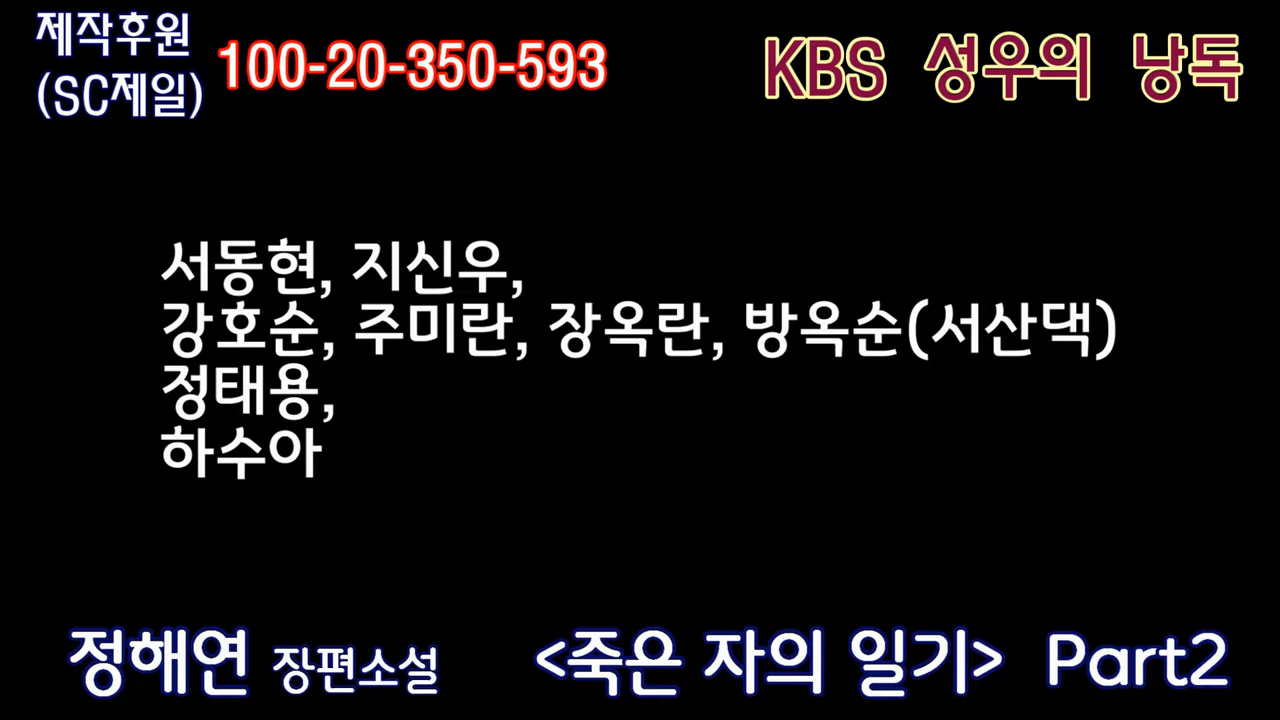 제작후원
(SC제일)
100-20-350-593
KBS 성우의 낭독
서동현, 지신우,
강호순, 주미란, 장옥란, 방옥순(서산댁)
정태용,
하수아
정해연 장편소설 <죽은 자의 일기> Part2